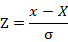 Z = (x − X) / σ